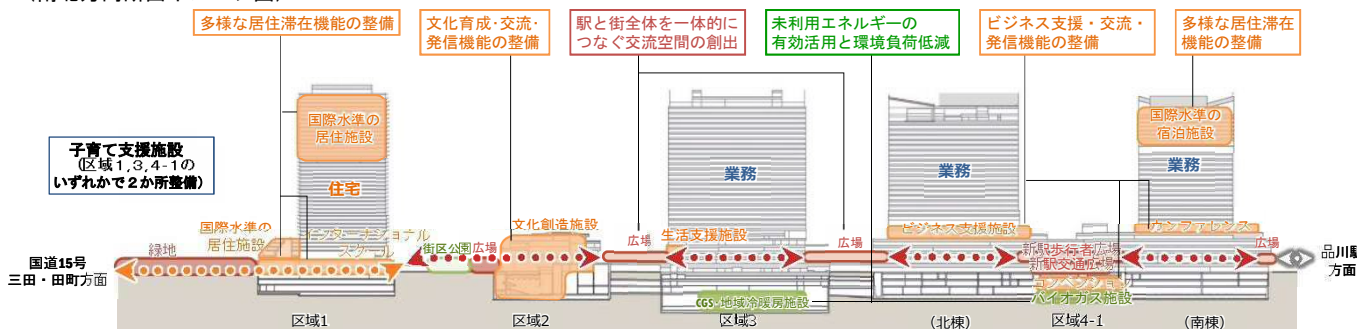 多様な居住滞在機能の整備
文化育成・交流・
発信機能の整備
駅と街全体を一体的に
つなぐ交流空間の創出
未利用エネルギーの
有効活用と環境負荷低減
ビジネス支援・交流・
発信機能の整備
多様な居住滞在
機能の整備
国際水準の
居住施設
国際水準の
宿泊施設
子育て支援施設
(区域1,3,4-1の
いずれかで2か所整備)
住宅
業務
業務
業務
国際水準の
居住施設
インターナショナル
スクール
緑地
街区公園
広場
文化創造施設
広場
生活支援施設
広場
ビジネス支援施設
新駅歩行者広場
新駅交通広場
カンファレンス
広場
コンベンション
バイオガス施設
CGS・地域冷暖房施設
国道15号
三田・田町方面
品川駅
方面
区域1
区域2
区域3
(北棟)
区域4-1
(南棟)